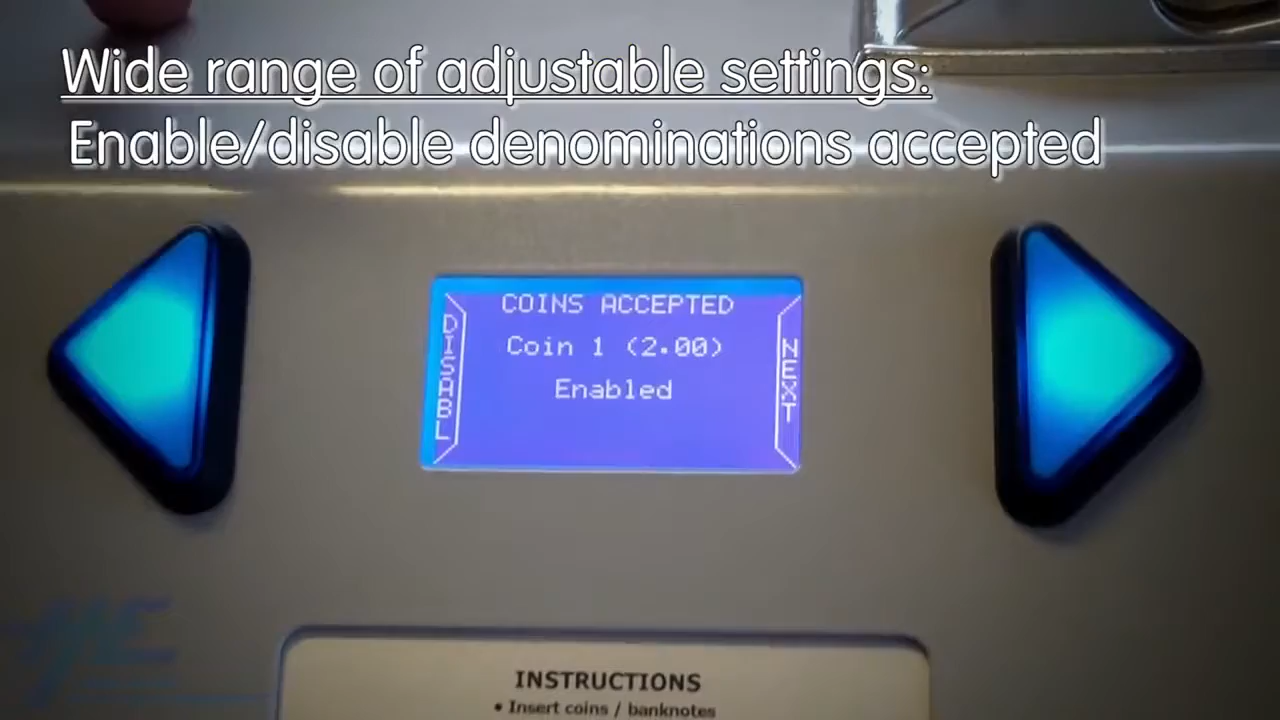 Wide range of adjustable settings:
Enable/disable denominations accepted
COINS ACCEPTED
Coin 1 (2.00)
Enabled
DISABL
NEXT
INSTRUCTIONS
• Insert coins / banknotes